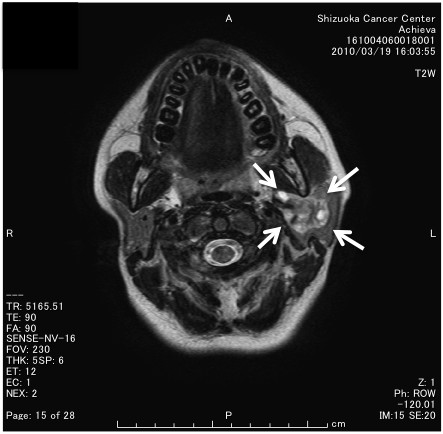 A
Shizuoka Cancer Center
Achieva
161004060018001
2010/03/19 16:03:55
T2W
R
L
---
TR: 5165.51
TE: 90
FA: 90
SENSE-NV-16
FOV: 230
THK: 5SP: 6
ET: 12
EC: 1
NEX: 2
Page: 15 of 28
P
cm
Z: 1
Ph: ROW
-120.01
IM:15 SE:20